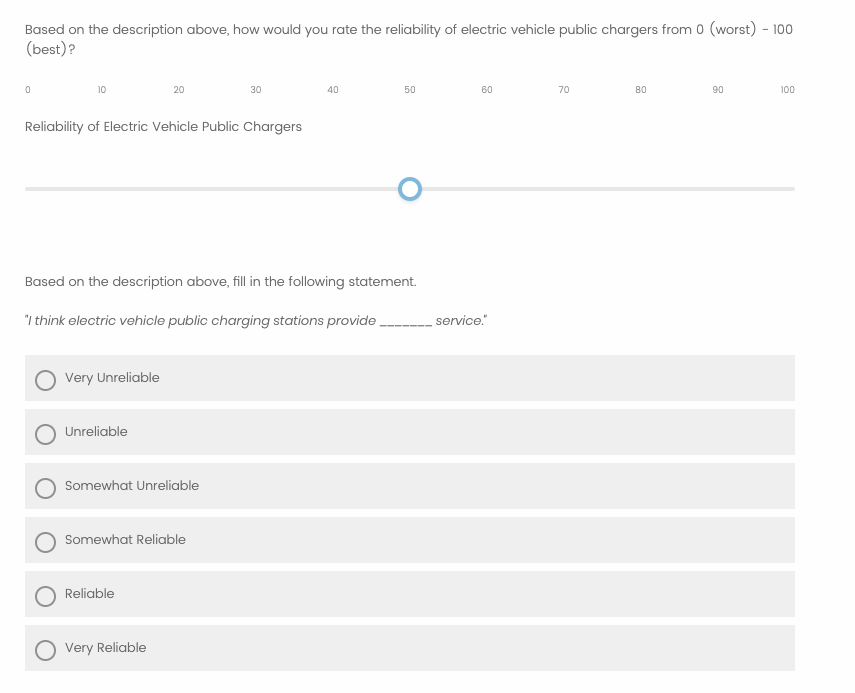 Based on the description above, how would you rate the reliability of electric vehicle public chargers from 0 (worst) - 100
(best)?
0 10 20 30 40 50 60 70 80 90 100
Reliability of Electric Vehicle Public Chargers
Based on the description above, fill in the following statement.
"I think electric vehicle public charging stations provide _______ service."
Very Unreliable
Unreliable
Somewhat Unreliable
Somewhat Reliable
Reliable
Very Reliable